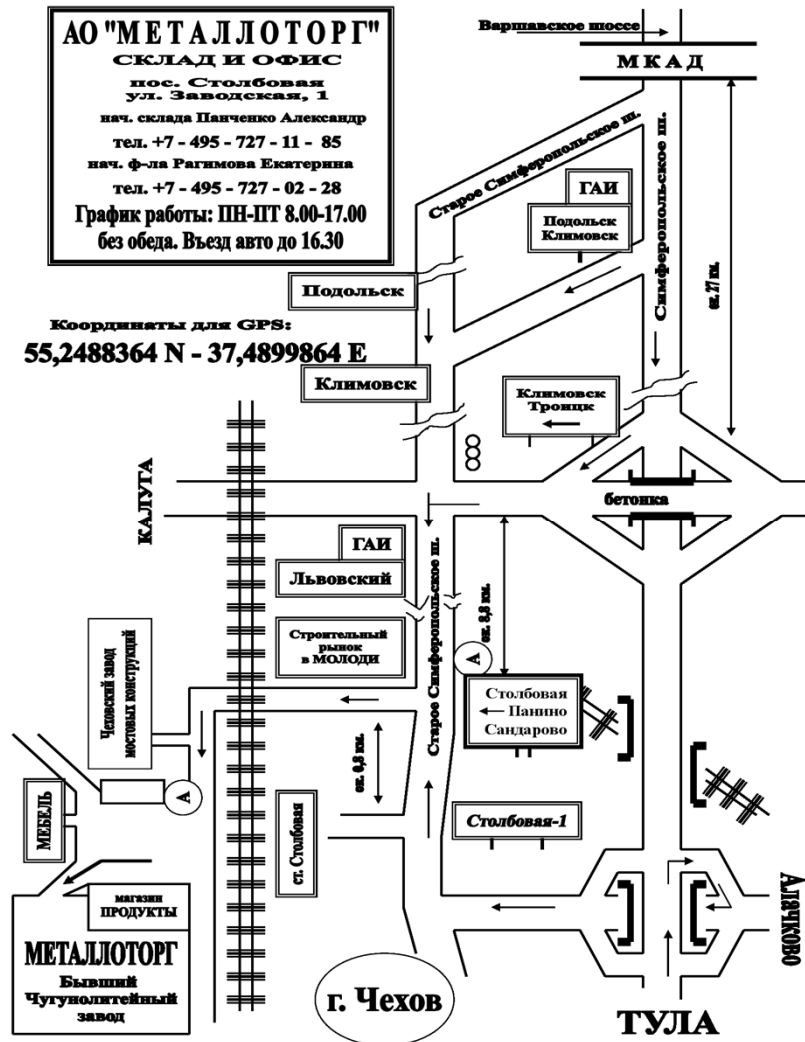 АО "МЕТАЛЛОТОРГ"
СКЛАД И ОФИС
пос. Столбовая
ул. Заводская, 1
нач. склада Панченко Александр
тел. +7 - 495 - 727 - 11 - 85
нач. ф-ла Рагимова Екатерина
тел. +7 - 495 - 727 - 02 - 28
График работы: ПН-ПТ 8.00-17.00
без обеда. Въезд авто до 16.30
Варшавское шоссе
МКАД
Старое Симферопольское ш.
ГАИ
Подольск
Климовск
Симферопольское ш.
ок. 27 км.
Подольск
Координаты для GPS:
55,2488364 N - 37,4899864 E
Климовск
Климовск
Троицк
КАЛУГА
бетонка
ГАИ
Львовский
Старое Симферопольское ш.
ок. 8,8 км.
Строительный
рынок
в МОЛОДИ
А
Чеховский завод
мостовых конструкций
Столбовая
Панино
Сандарово
ок. 0,8 км.
А
МЕБЕЛЬ
ст. Столбовая
Столбовая-1
магазин
ПРОДУКТЫ
Алачково
МЕТАЛЛОТОРГ
Бывший
Чугунолитейный
завод
г. Чехов
ТУЛА